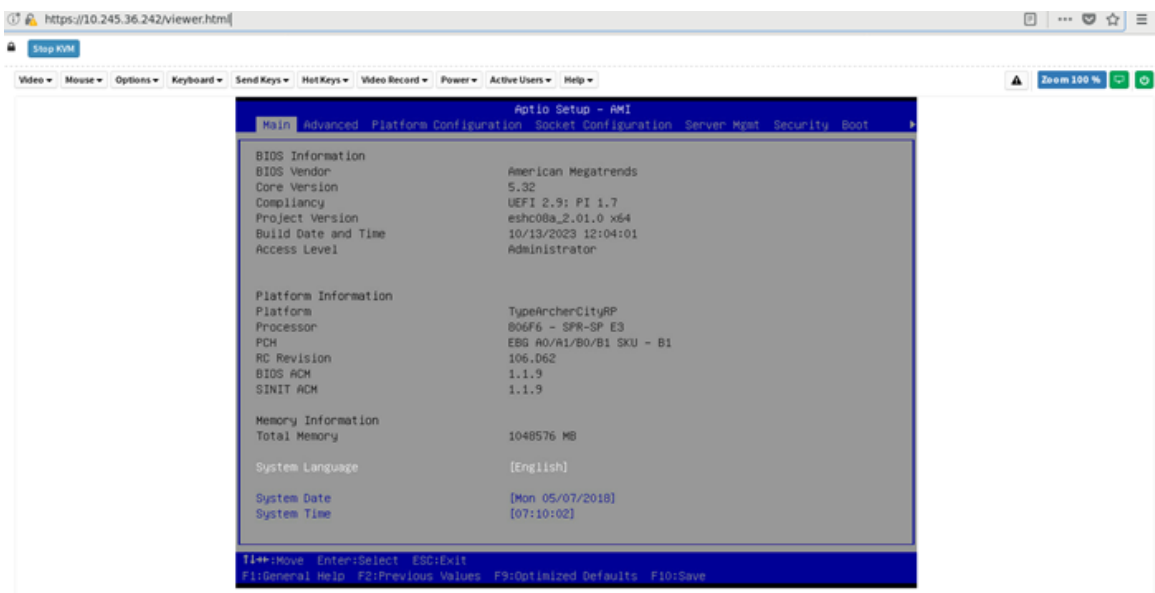 https://10.245.36.242/viewer.html
Stop KVM
Video Mouse Options Keyboard Send Keys Hot Keys Video Record Power Active Users Help Zoom 100 %
Aptio Setup - AMI
Main Advanced Platform Configuration Socket Configuration Server Mgmt Security Boot
BIOS Information
BIOS Vendor American Megatrends
Core Version 5.32
Compliancy UEFI 2.9; PI 1.7
Project Version eshc08a_2.01.0 x64
Build Date and Time 10/13/2023 12:04:01
Access Level Administrator
Platform Information
Platform TypeArcherCityRP
Processor 806F6 - SPR-SP E3
PCH EBG A0/A1/B0/B1 SKU - B1
RC Revision 106.D62
BIOS ACM 1.1.9
SINIT ACM 1.1.9
Memory Information
Total Memory 1048576 MB
System Language [English]
System Date [Mon 05/07/2018]
System Time [07:10:02]
↑↓→←:Move Enter:Select ESC:Exit
F1:General Help F2:Previous Values F9:Optimized Defaults F10:Save